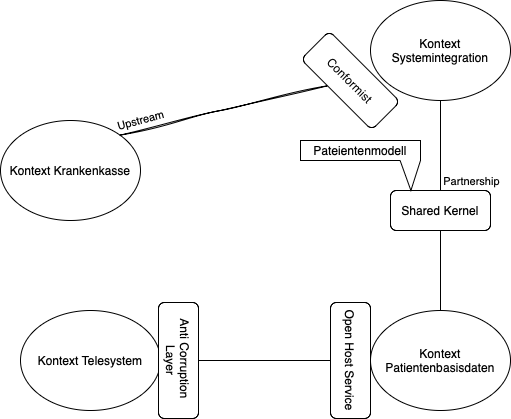 Kontext
Systemintegration
Conformist
Upstream
Kontext Krankenkasse
Pateientenmodell
Partnership
Shared Kernel
Kontext Telesystem
Anti Corruption
Layer
Open Host Service
Kontext
Patientenbasisdaten